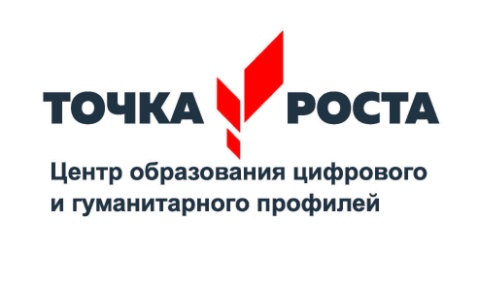 ТОЧКА РОСТА
Центр образования цифрового
и гуманитарного профилей